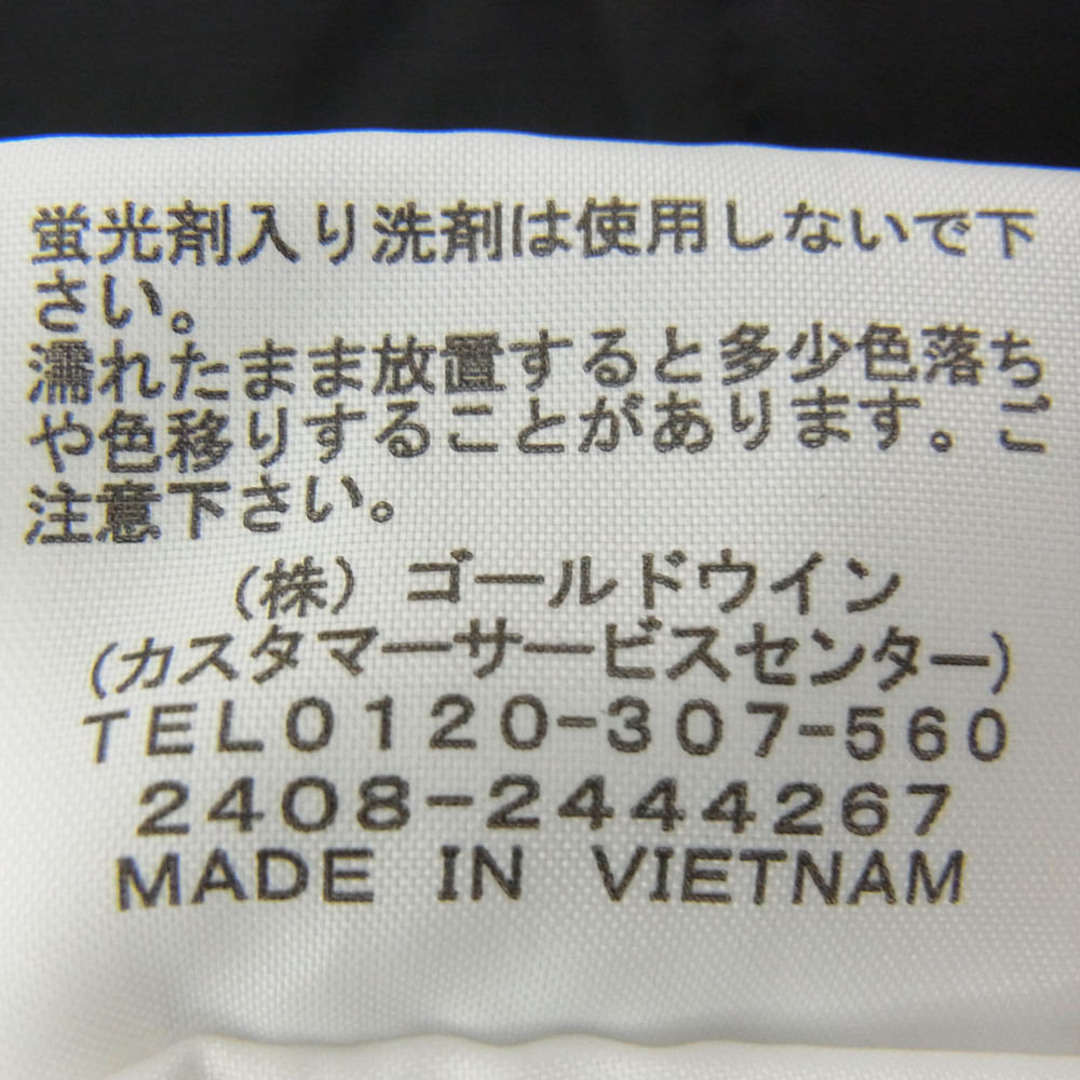 蛍光剤入り洗剤は使用しないで下
さい。
濡れたまま放置すると多少色落ち
や色移りすることがあります。ご
注意下さい。
(株) ゴールドウイン
(カスタマーサービスセンター)
TEL0120-307-560
2408-2444267
MADE IN VIETNAM